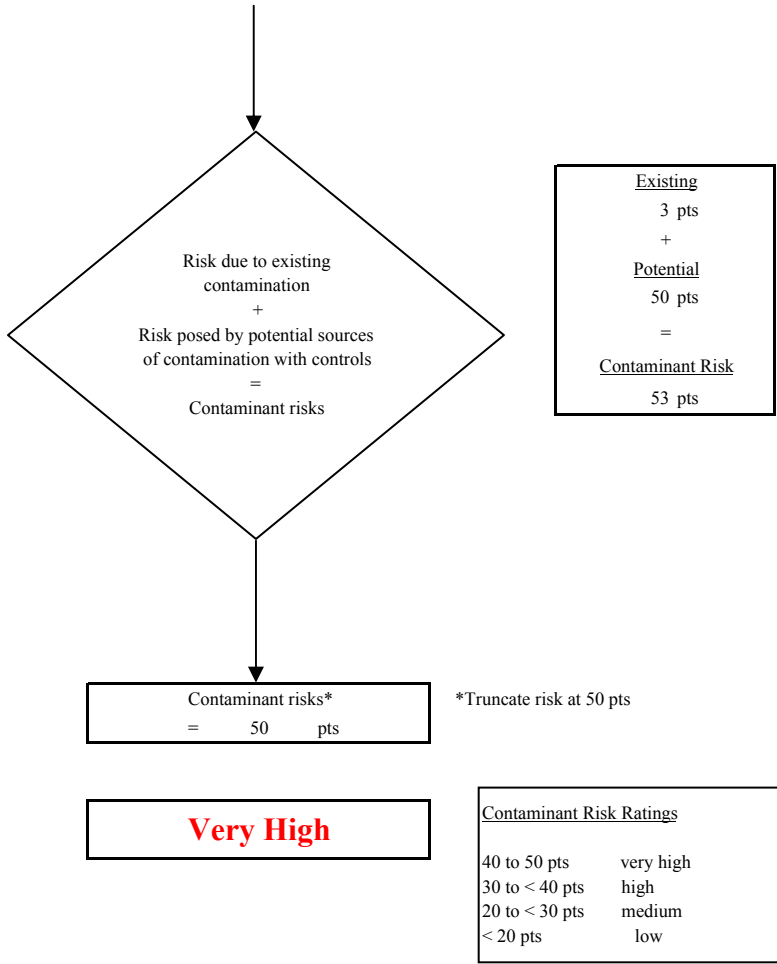 Risk due to existing
contamination
+
Risk posed by potential sources
of contamination with controls
=
Contaminant risks
Existing
3 pts
+
Potential
50 pts
=
Contaminant Risk
53 pts
Contaminant risks*
= 50 pts
*Truncate risk at 50 pts
Very High
Contaminant Risk Ratings
40 to 50 pts very high
30 to < 40 pts high
20 to < 30 pts medium
< 20 pts low